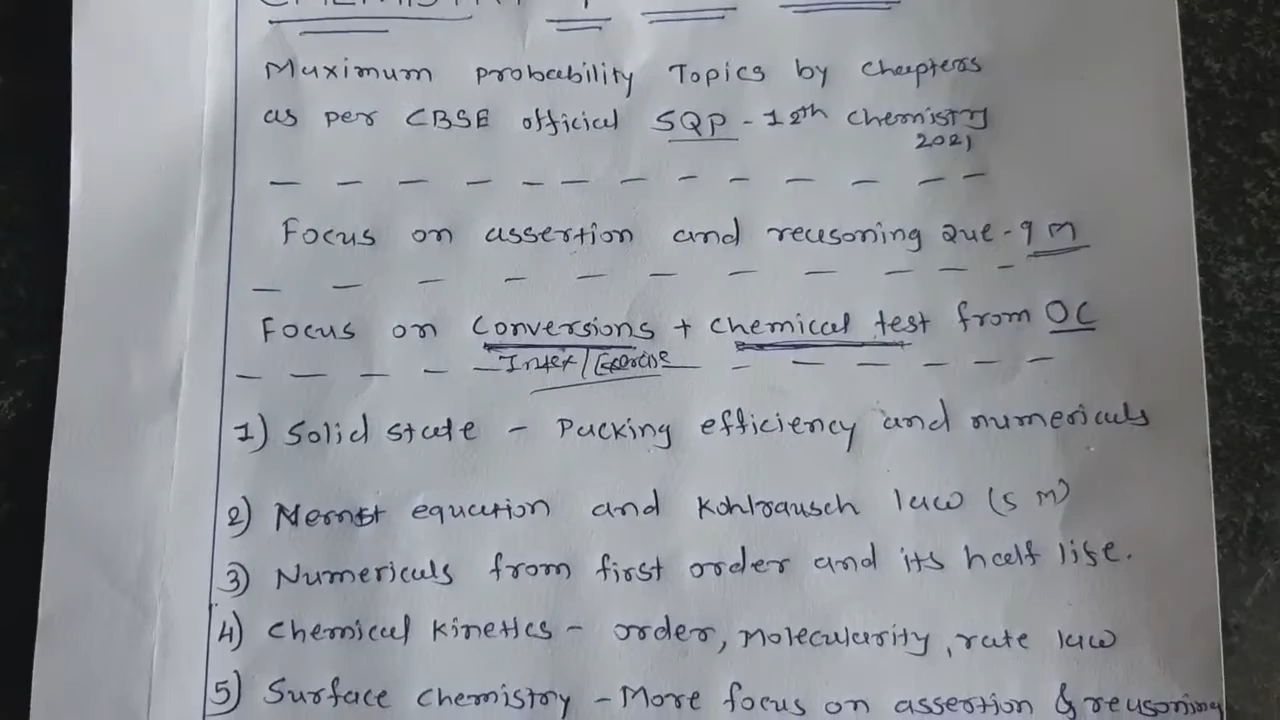 CHEMISTRY
Maximum probability Topics by Chapters
as per CBSE official SQP - 12th Chemistry
2021
Focus on assertion and reasoning Que - 9 M
Focus on Conversions + Chemical test from OC
Intex/Exercise
1) Solid state - Packing efficiency and numericals
2) Nernst equation and Kohlrausch law (5 M)
3) Numericals from first order and its half life.
4) Chemical Kinetics - order, Molecularity, rate law
5) Surface Chemistry - More focus on assertion & reasoning